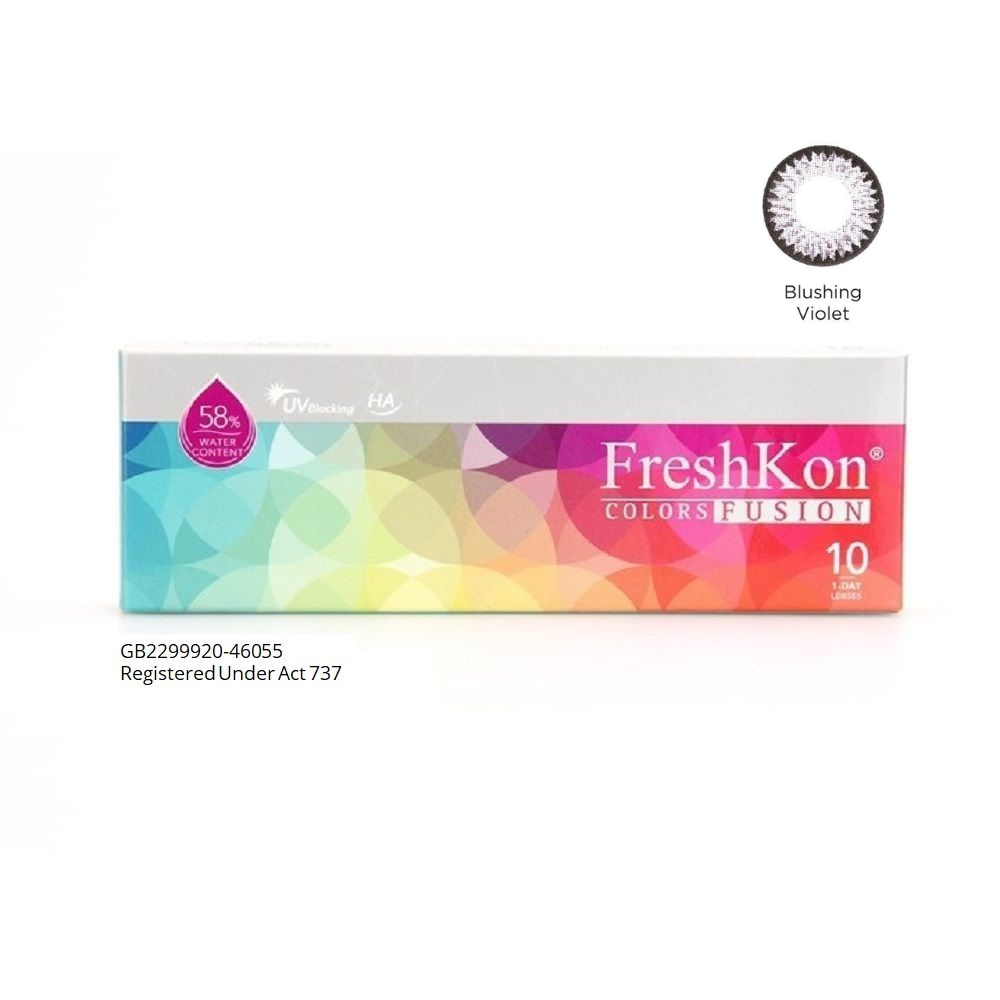 Blushing
Violet
58%
WATER
CONTENT
UV Blocking
HA
FreshKon®
COLORS FUSION
10
1-DAY
LENSES
GB2299920-46055
Registered Under Act 737